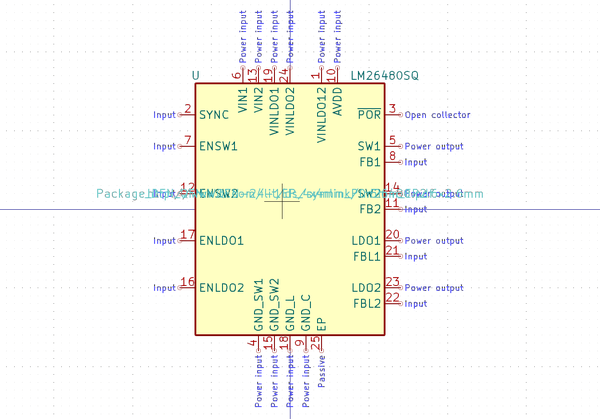 Power input
Power input
Power input
Power input
Power input
Power input
6
13
19
24
1
10
U
LM26480SQ
VIN1
VIN2
VINLDO1
VINLDO2
VINLDO12
AVDD
Input 2 SYNC
POR 3 Open collector
Input 7 ENSW1
SW1 5 Power output
FB1 8 Input
12 ENSW2
SW2 14 Power output
FB2 11 Input
Input 17 ENLDO1
LDO1 20 Power output
FBL1 21 Input
Input 16 ENLDO2
LDO2 23 Power output
FBL2 22 Input
GND_SW1
GND_SW2
GND_L
GND_C
EP
4
15
18
9
25
Power input
Power input
Power input
Power input
Passive